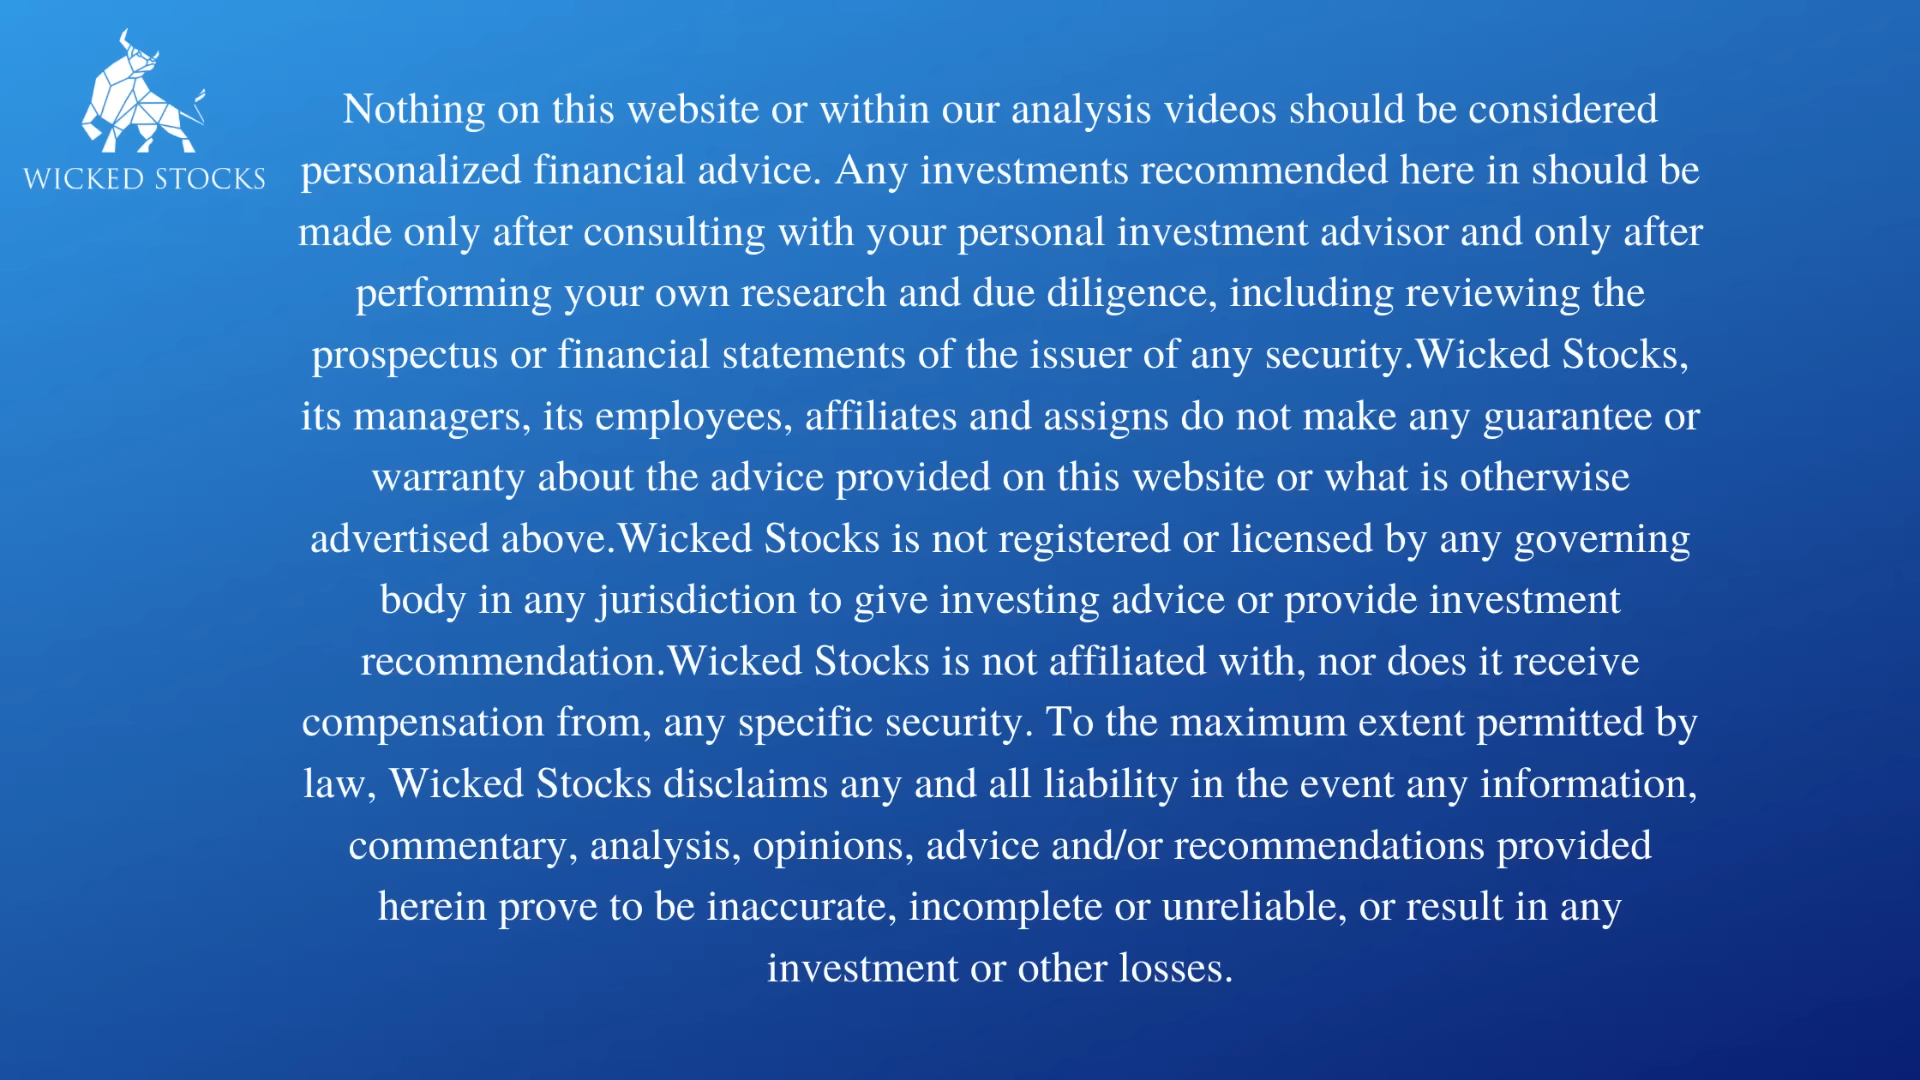 WICKED STOCKS
Nothing on this website or within our analysis videos should be considered
personalized financial advice. Any investments recommended here in should be
made only after consulting with your personal investment advisor and only after
performing your own research and due diligence, including reviewing the
prospectus or financial statements of the issuer of any security.Wicked Stocks,
its managers, its employees, affiliates and assigns do not make any guarantee or
warranty about the advice provided on this website or what is otherwise
advertised above.Wicked Stocks is not registered or licensed by any governing
body in any jurisdiction to give investing advice or provide investment
recommendation.Wicked Stocks is not affiliated with, nor does it receive
compensation from, any specific security. To the maximum extent permitted by
law, Wicked Stocks disclaims any and all liability in the event any information,
commentary, analysis, opinions, advice and/or recommendations provided
herein prove to be inaccurate, incomplete or unreliable, or result in any
investment or other losses.